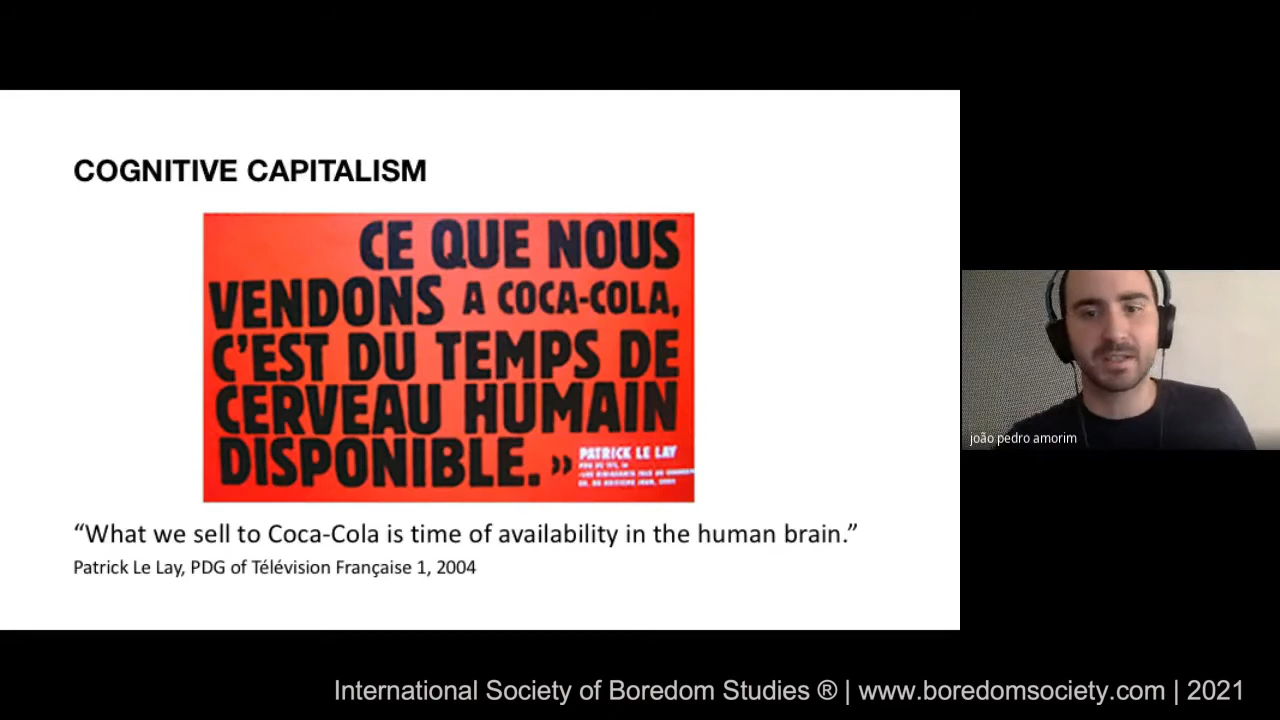 COGNITIVE CAPITALISM
CE QUE NOUS
VENDONS A COCA-COLA,
C'EST DU TEMPS DE
CERVEAU HUMAIN
DISPONIBLE. »
PATRICK LE LAY
“What we sell to Coca-Cola is time of availability in the human brain.”
Patrick Le Lay, PDG of Télévision Française 1, 2004
joão pedro amorim
International Society of Boredom Studies ® | www.boredomsociety.com | 2021